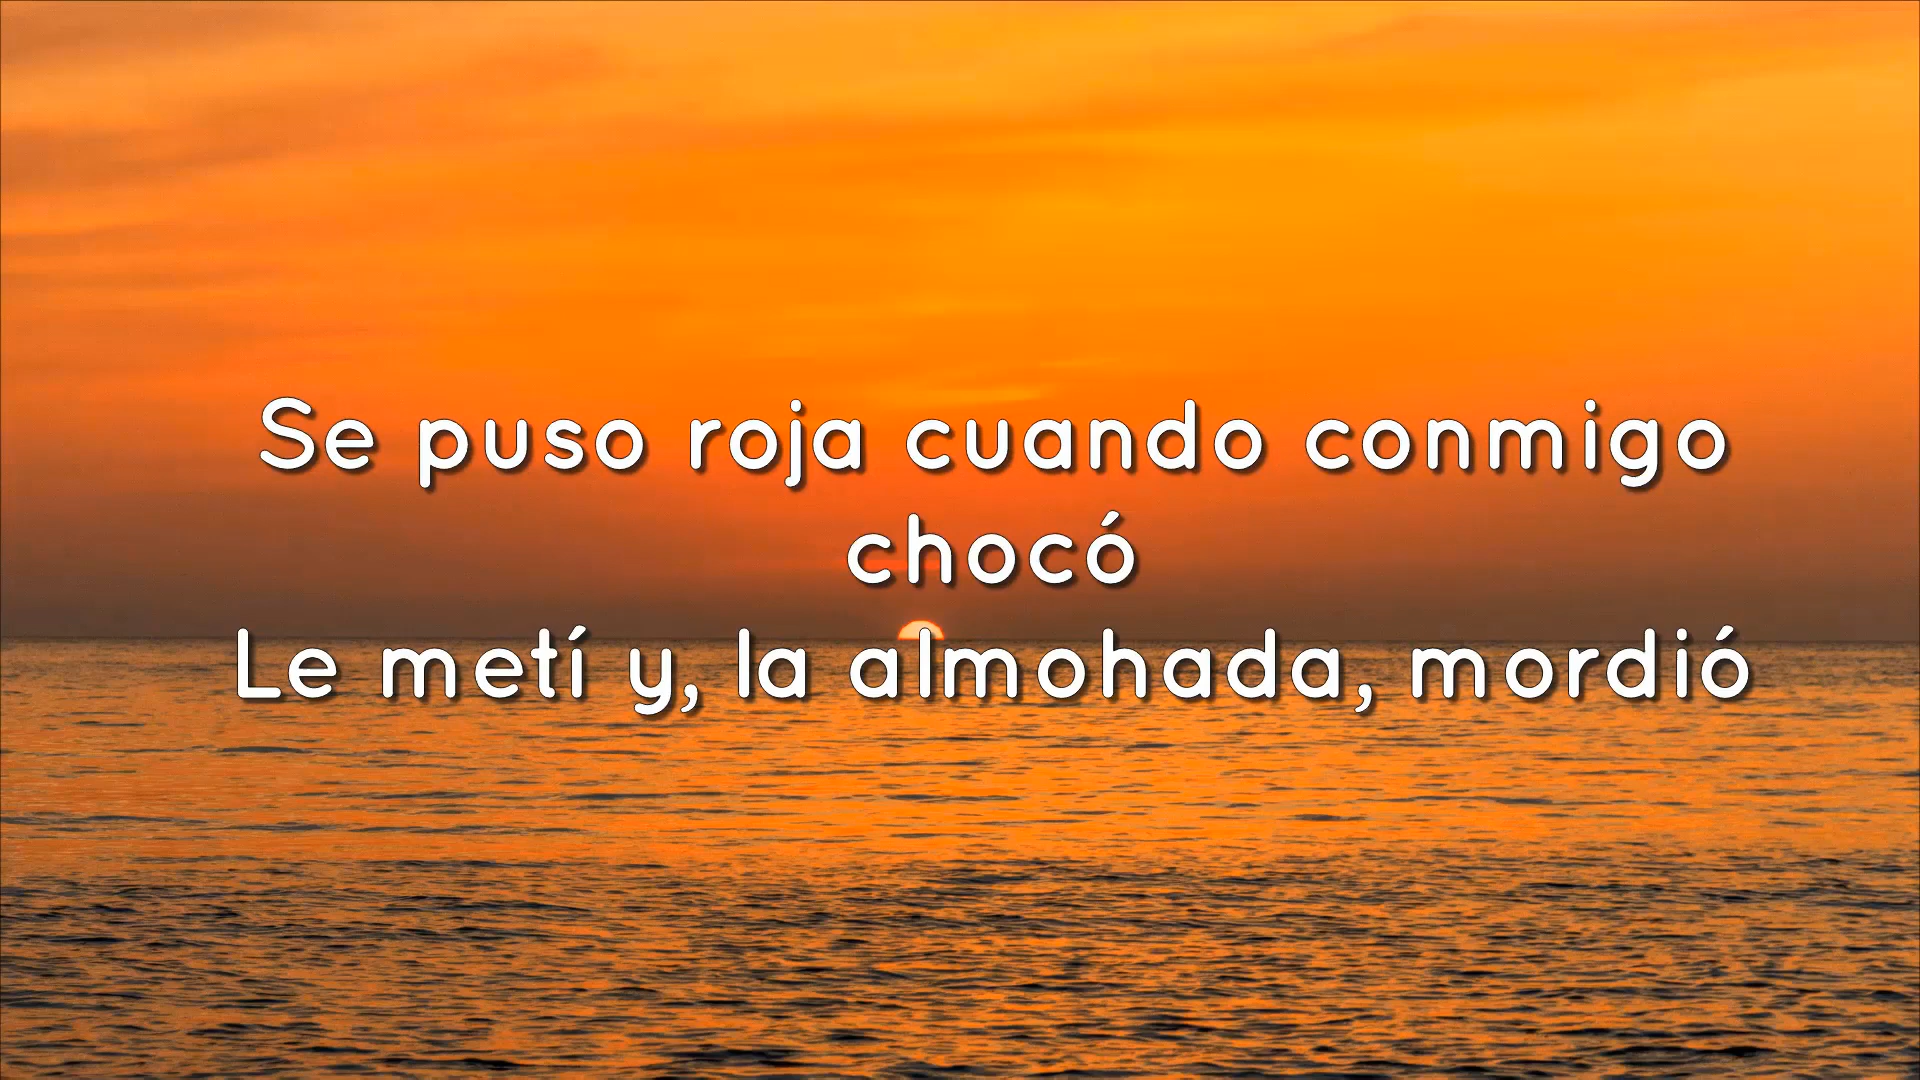 Se puso roja cuando conmigo
chocó
Le metí y, la almohada, mordió